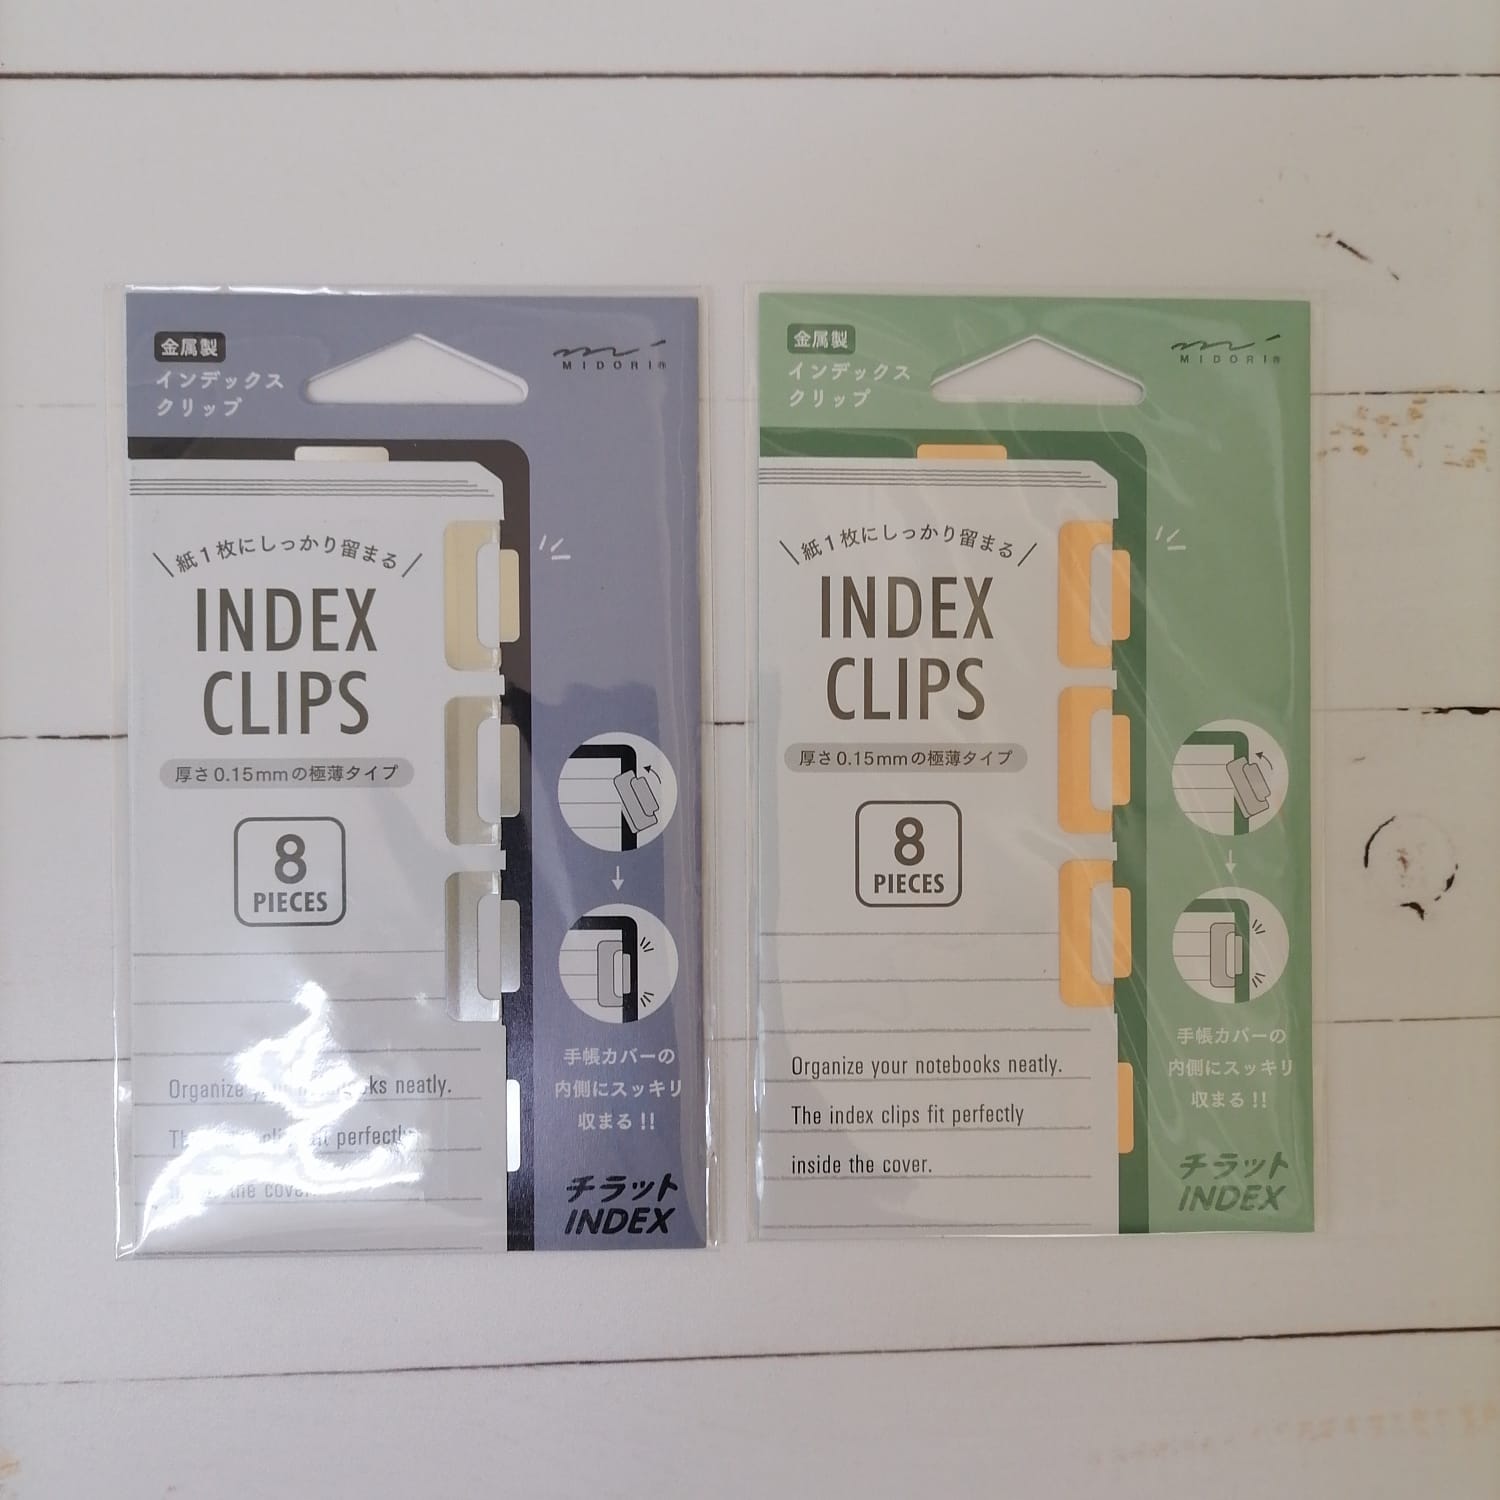 金属製
インデックス
クリップ
MIDORI®
紙1枚にしっかり留まる
INDEX
CLIPS
厚さ0.15mmの極薄タイプ
8
PIECES
Organize neatly.
perfectly
the
手帳カバーの
内側にスッキリ
収まる!!
チラット
INDEX
金属製
インデックス
クリップ
MIDORI®
紙1枚にしっかり留まる
INDEX
CLIPS
厚さ0.15mmの極薄タイプ
8
PIECES
Organize your notebooks neatly.
The index clips fit perfectly
inside the cover.
手帳カバーの
内側にスッキリ
収まる!!
チラット
INDEX